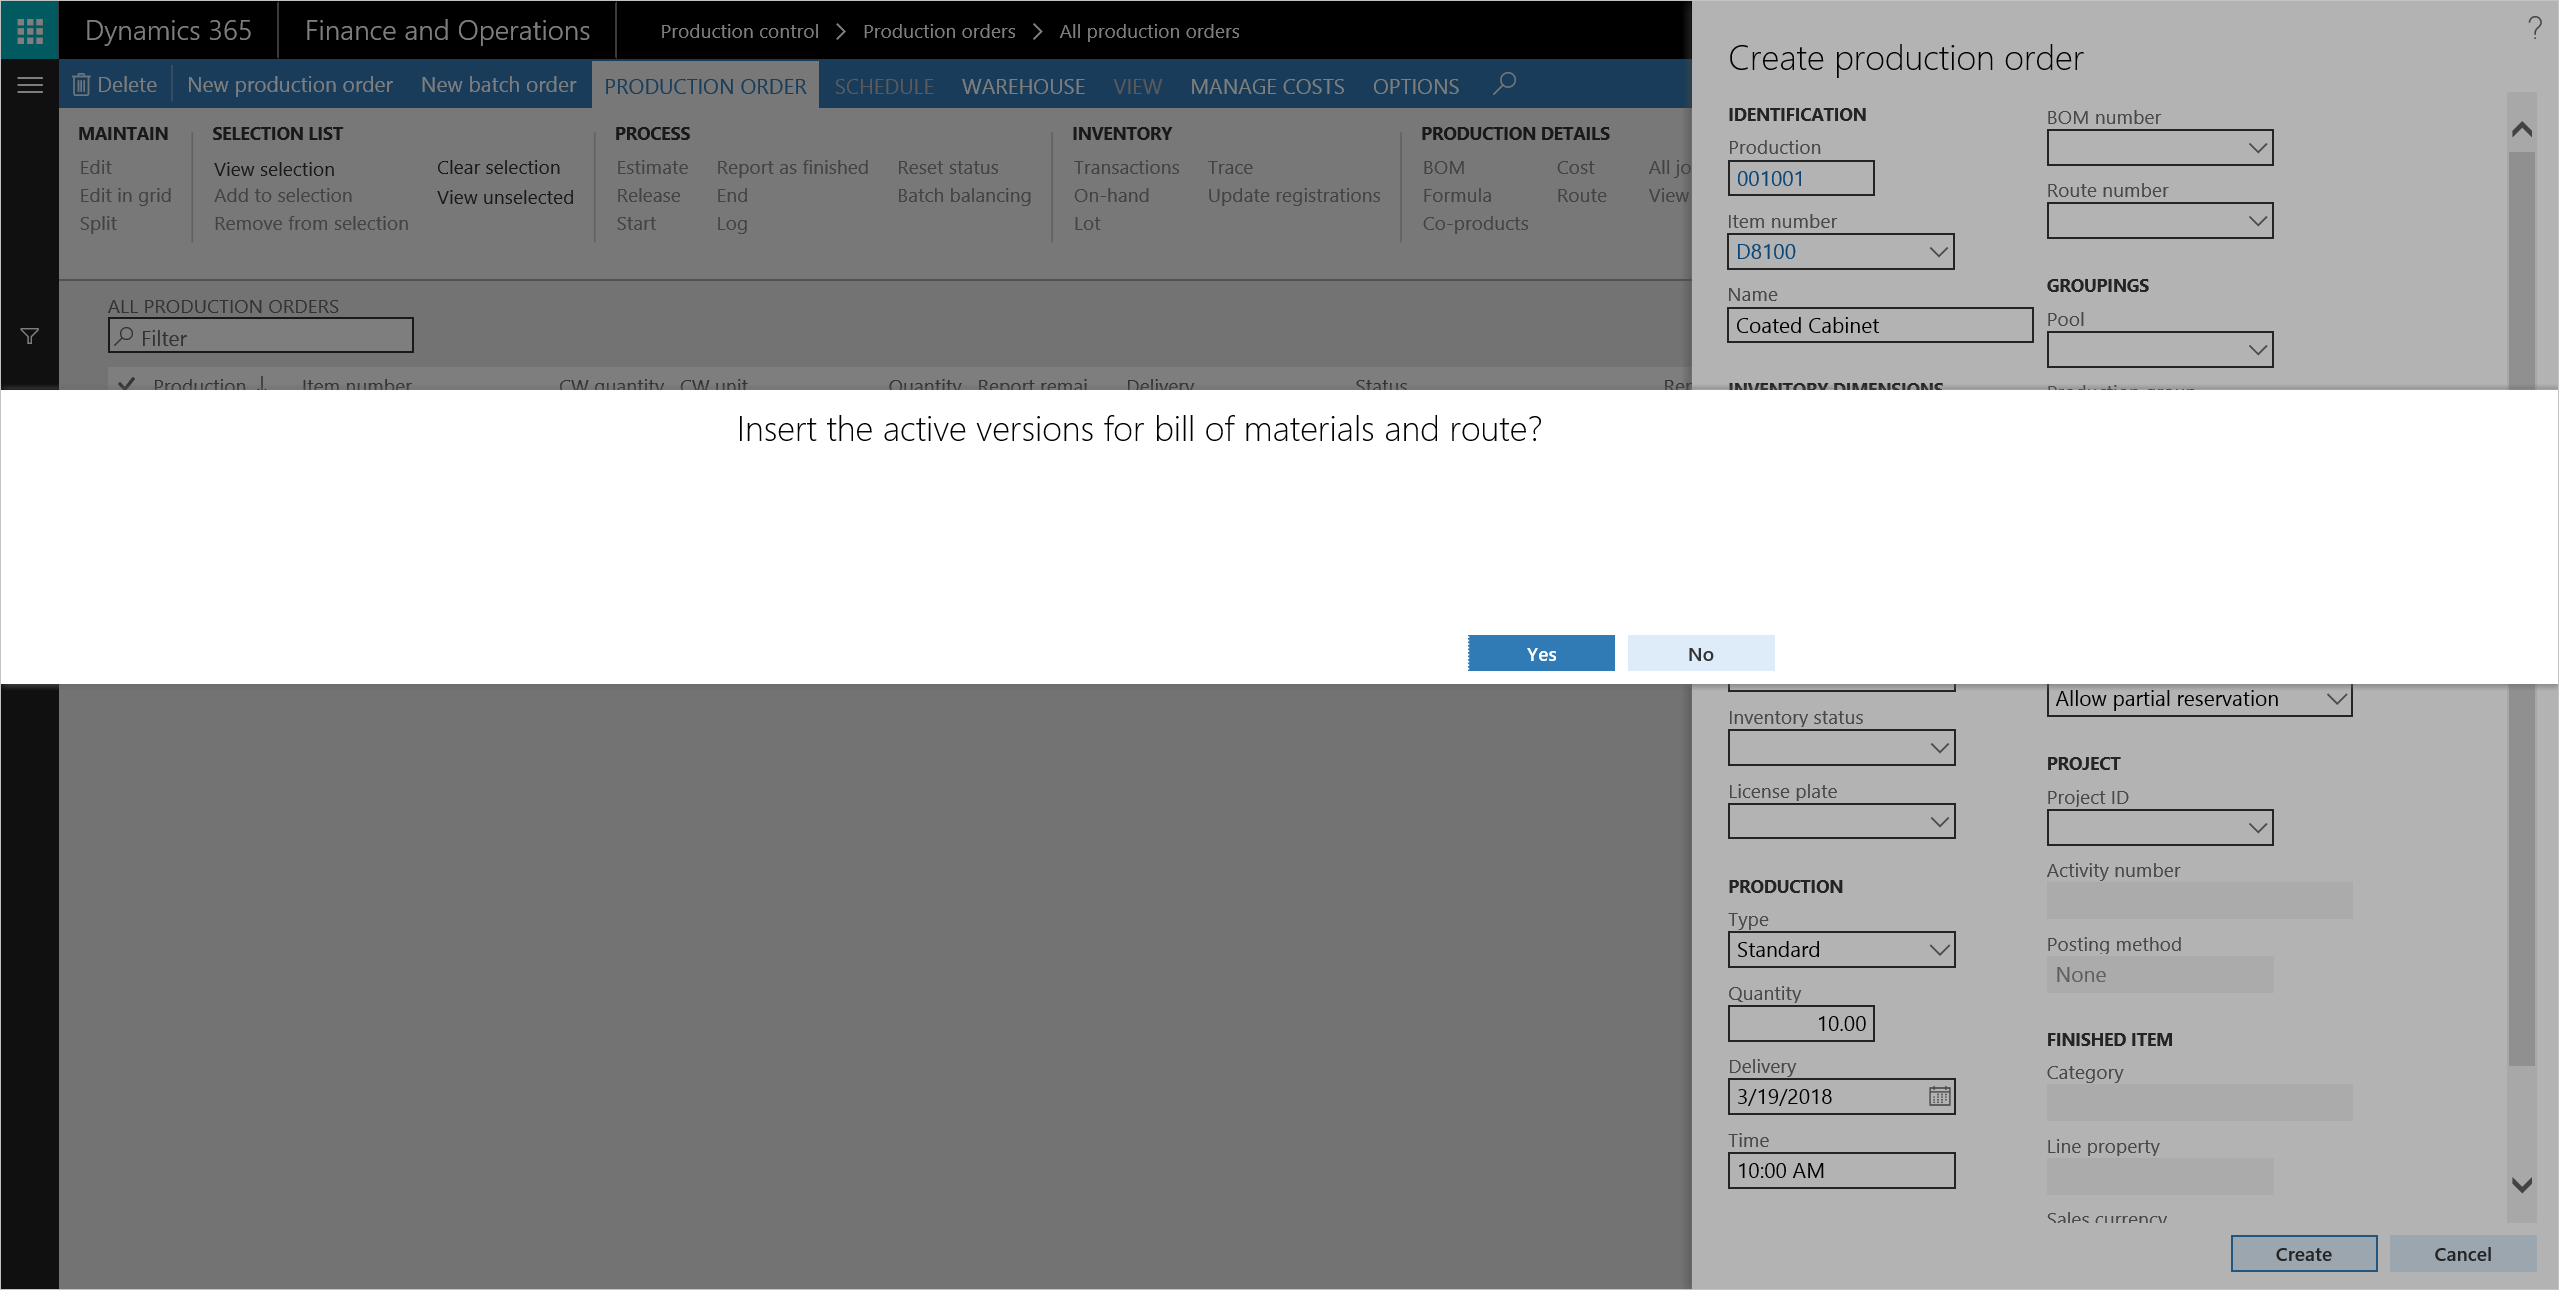 Dynamics 365
Finance and Operations
Production control
Production orders
All production orders
?
Delete
New production order
New batch order
PRODUCTION ORDER
SCHEDULE
WAREHOUSE
VIEW
MANAGE COSTS
OPTIONS
MAINTAIN
Edit
Edit in grid
Split
SELECTION LIST
View selection
Add to selection
Remove from selection
Clear selection
View unselected
PROCESS
Estimate
Release
Start
Report as finished
End
Log
Reset status
Batch balancing
INVENTORY
Transactions
On-hand
Lot
Trace
Update registrations
PRODUCTION DETAILS
BOM
Formula
Co-products
Cost
Route
All jo
View
ALL PRODUCTION ORDERS
Filter
Production
Item number
CW quantity
CW unit
Quantity
Report remai
Delivery
Status
Rer
Insert the active versions for bill of materials and route?
Yes
No
Create production order
IDENTIFICATION
Production
001001
Item number
D8100
Name
Coated Cabinet
INVENTORY DIMENSIONS
Inventory status
License plate
PRODUCTION
Type
Standard
Quantity
10.00
Delivery
3/19/2018
Time
10:00 AM
BOM number
Route number
GROUPINGS
Pool
Production group
Allow partial reservation
PROJECT
Project ID
Activity number
Posting method
None
FINISHED ITEM
Category
Line property
Sales currency
Create
Cancel